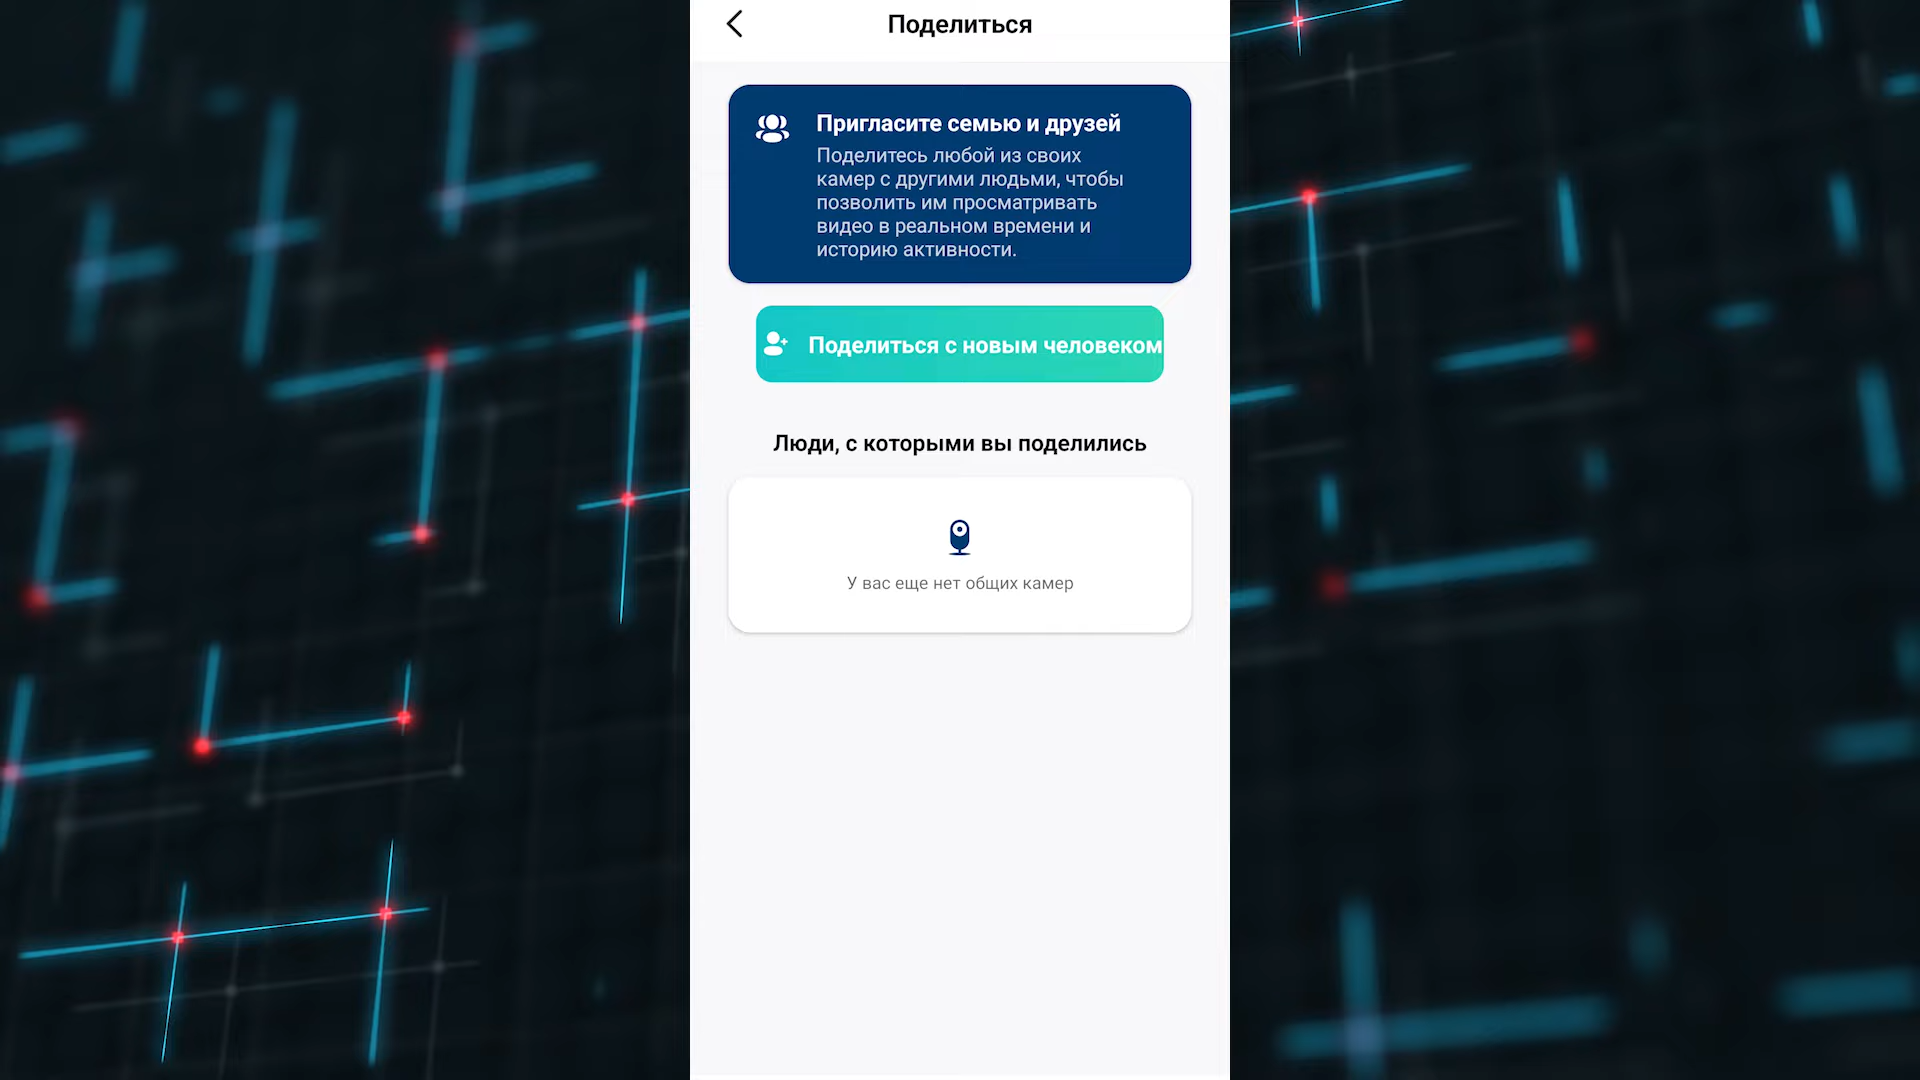 Поделиться
Пригласите семью и друзей
Поделитесь любой из своих
камер с другими людьми, чтобы
позволить им просматривать
видео в реальном времени и
историю активности.
Поделиться с новым человеком
Люди, с которыми вы поделились
У вас еще нет общих камер